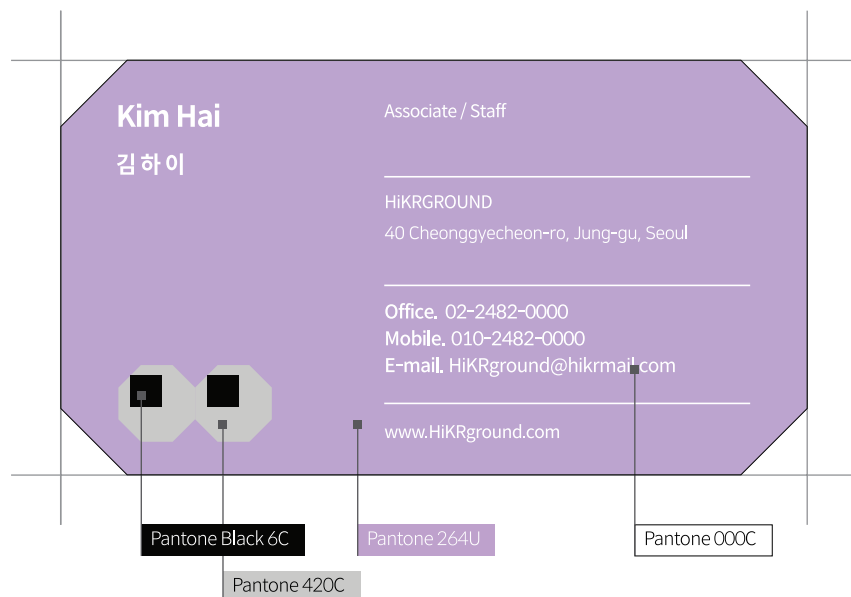 Kim Hai
김하이
Associate / Staff
HiKRGROUND
40 Cheonggyecheon-ro, Jung-gu, Seoul
Office. 02-2482-0000
Mobile. 010-2482-0000
E-mail. HiKRground@hikrmail.com
www.HiKRground.com
Pantone Black 6C
Pantone 264U
Pantone 000C
Pantone 420C